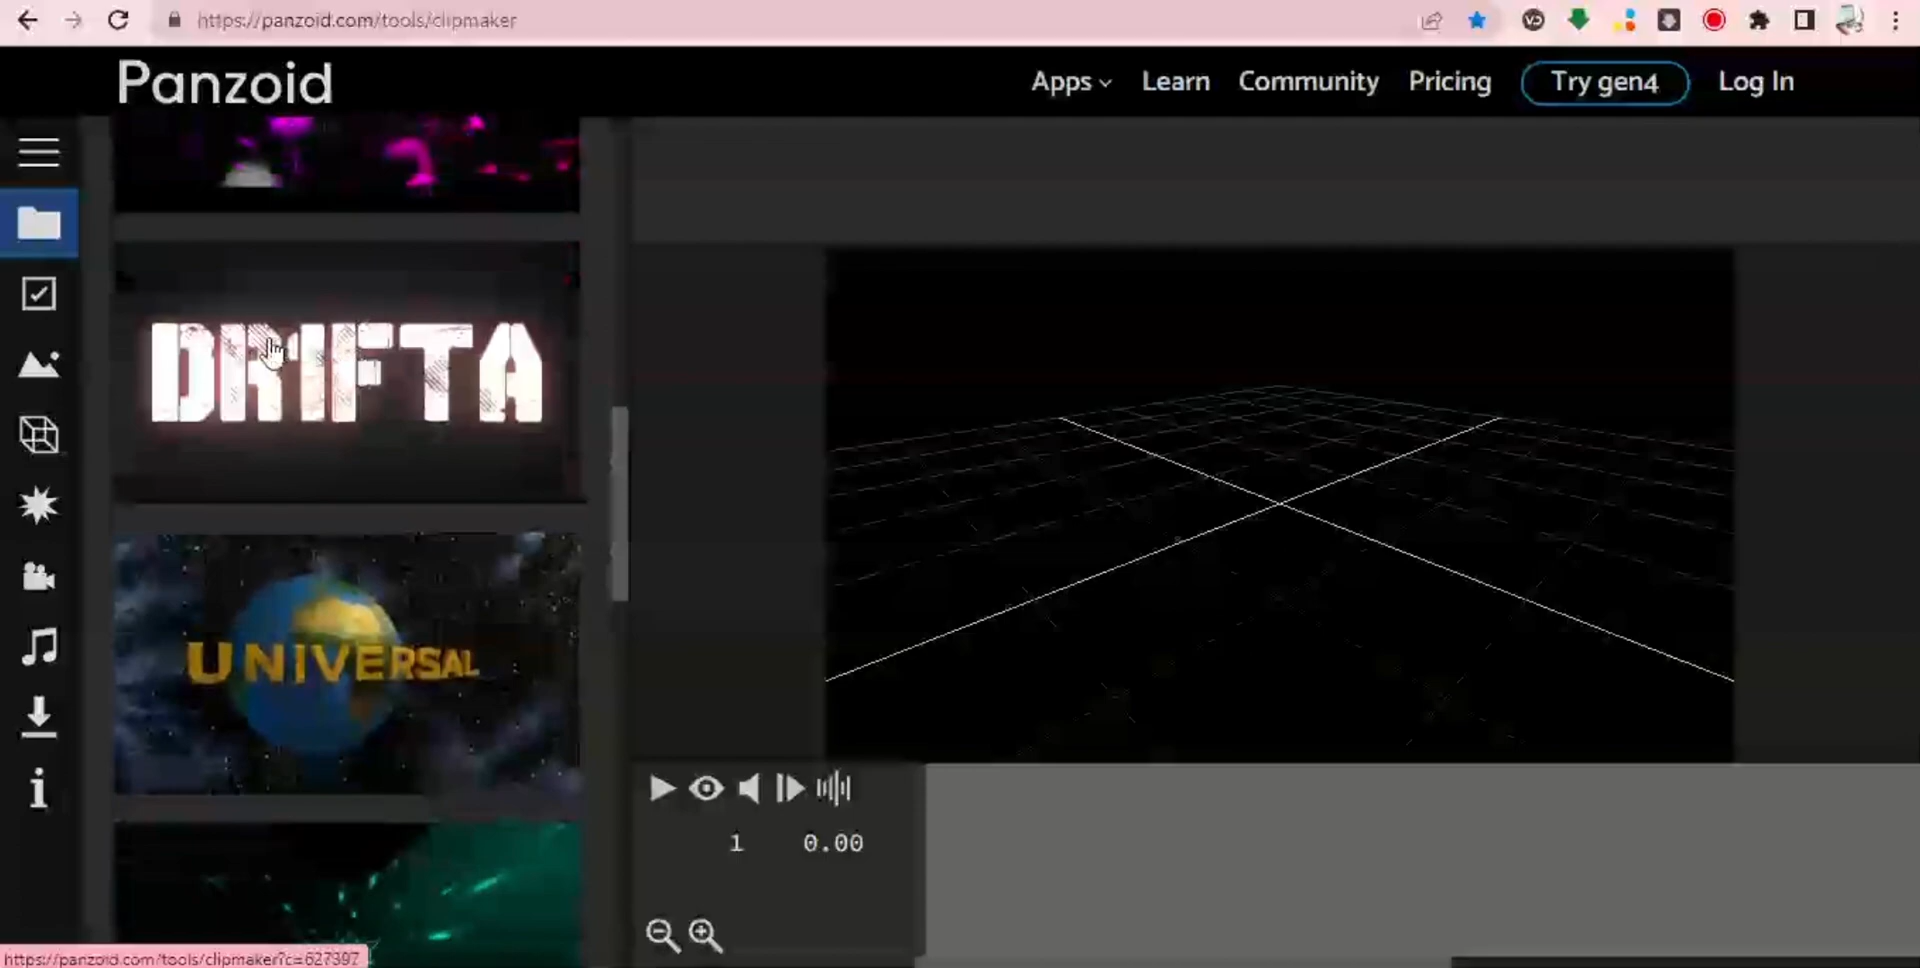 https://panzoid.com/tools/clipmaker
Panzoid
Apps Learn Community Pricing Try gen4 Log In
DRIFTA
UNIVERSAL
1 0.00
https://panzoid.com/tools/clipmaker?c=627397